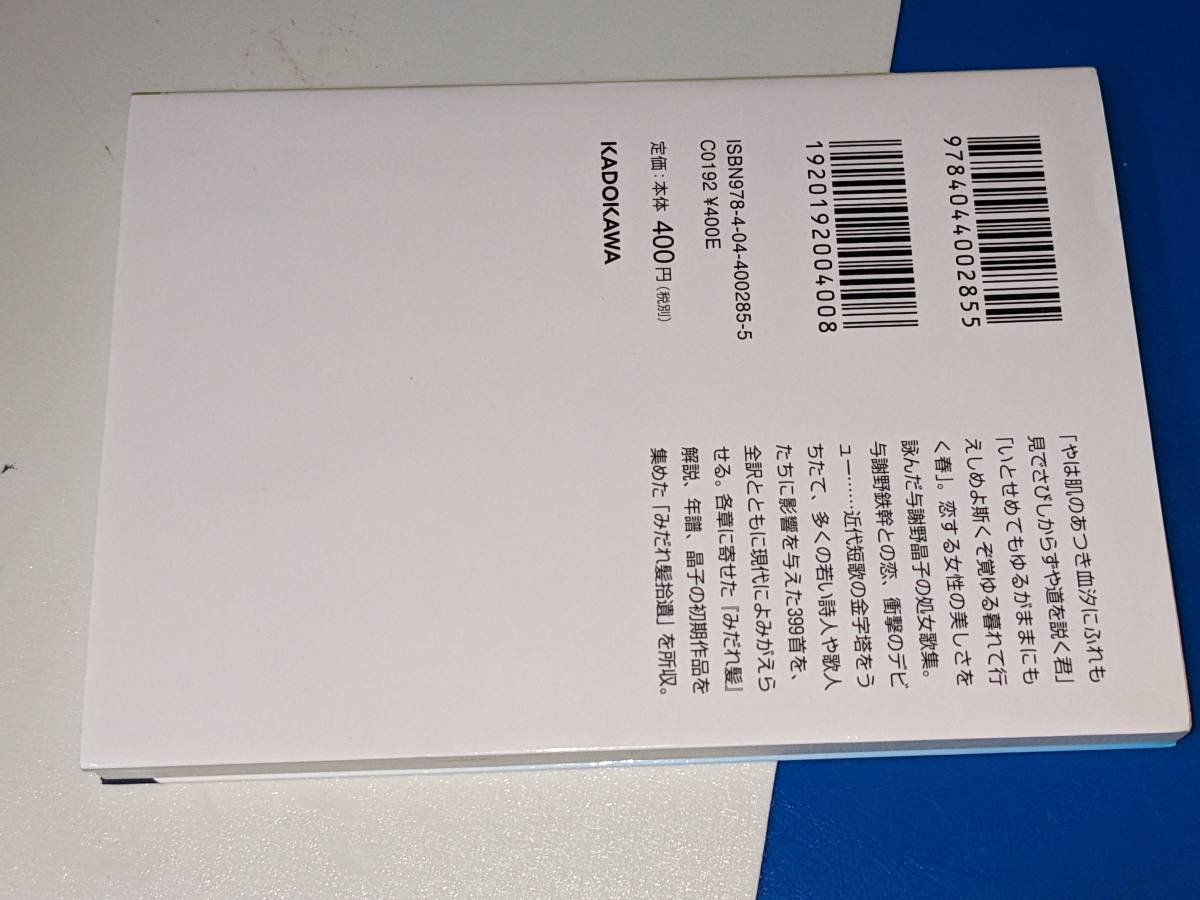 9784044002855
1920192004008
ISBN978-4-04-400285-5
C0192 ¥400E
定価:本体 400円(税別)
KADOKAWA
「やは肌のあつき血汐にふれも
見でさびしからずや道を説く君」
「いとせめてもゆるがままにも
えしめよ斯くぞ覚ゆる暮れて行
く春」。恋する女性の美しさを
詠んだ与謝野晶子の処女歌集。
与謝野鉄幹との恋、衝撃のデビ
ュー……近代短歌の金字塔をう
ちたて、多くの若い詩人や歌人
たちに影響を与えた399首を、
全訳とともに現代によみがえら
せる。各章に寄せた『みだれ髪』
解説、年譜、晶子の初期作品を
集めた「みだれ髪拾遺」を所収。